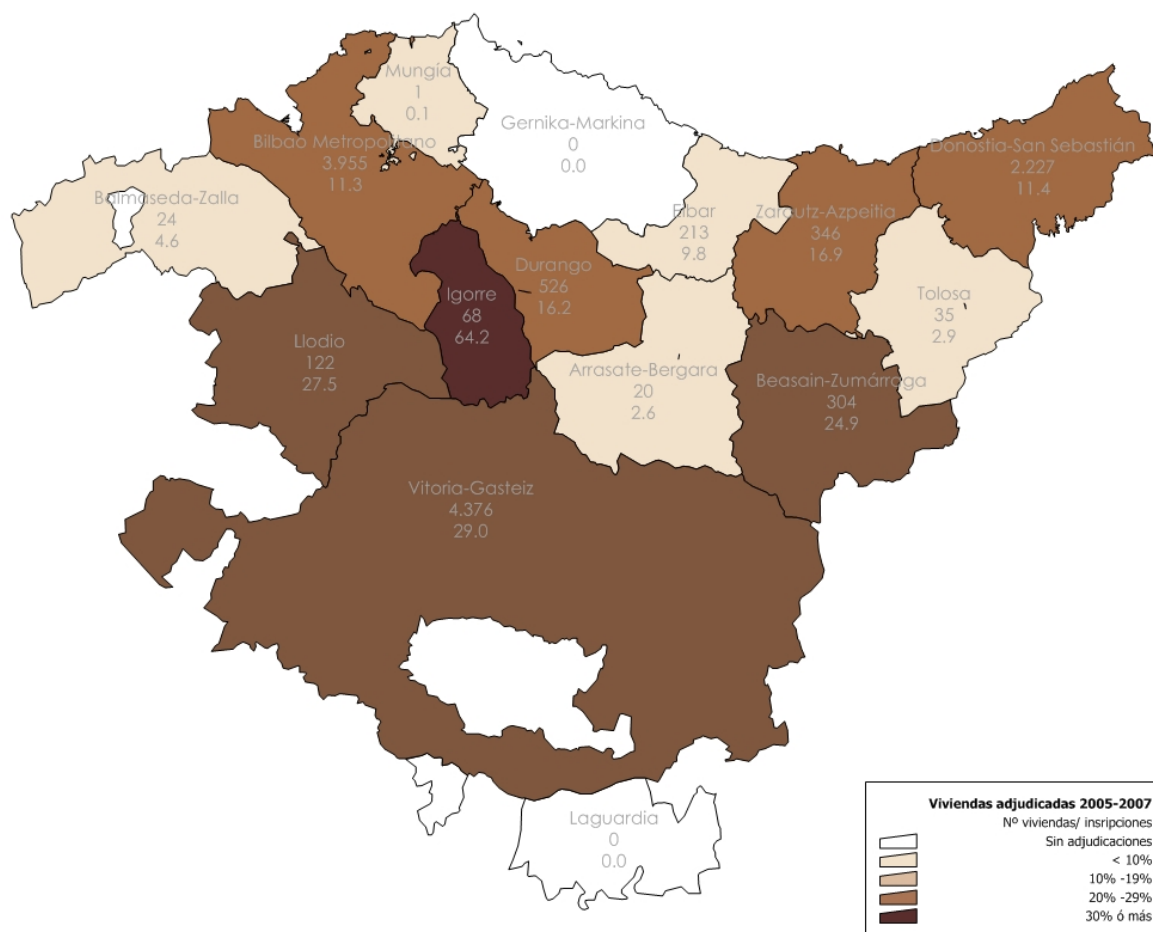 Mungía
1
0.1
Gernika-Markina
0
0.0
Bilbao Metropolitano
3.955
11.3
Donostia-San Sebastián
2.227
11.4
Balmaseda-Zalla
24
4.6
Eibar
213
9.8
Zarautz-Azpeitia
346
16.9
Durango
526
16.2
Igorre
68
64.2
Tolosa
35
2.9
Llodio
122
27.5
Arrasate-Bergara
20
2.6
Beasain-Zumárraga
304
24.9
Vitoria-Gasteiz
4.376
29.0
Laguardia
0
0.0
Viviendas adjudicadas 2005-2007
Nº viviendas/ insripciones
Sin adjudicaciones
< 10%
10% -19%
20% -29%
30% ó más